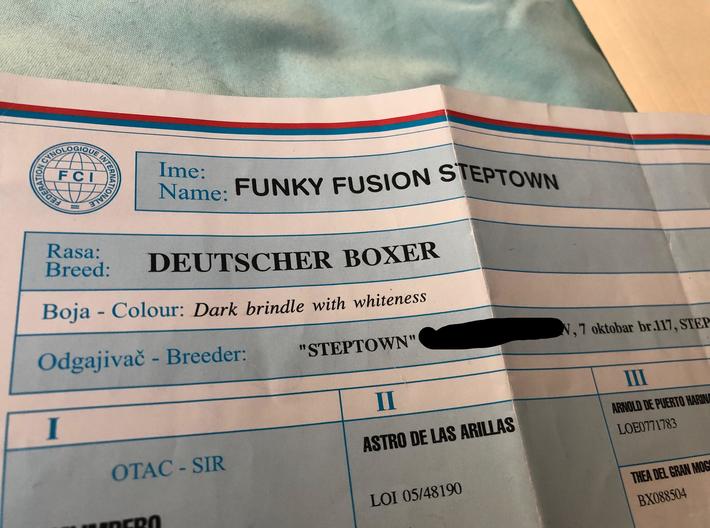 FEDERATION CYNOLOGIQUE INTERNATIONALE
FCI
Ime:
Name: FUNKY FUSION STEPTOWN
Rasa:
Breed: DEUTSCHER BOXER
Boja - Colour: Dark brindle with whiteness
Odgajivač - Breeder: "STEPTOWN" , 7 oktobar br.117, STEP
I
II
III
OTAC - SIR
ASTRO DE LAS ARILLAS
LOI 05/48190
ARNOLD DE PUERTO
LOE0771783
THEA DEL GRAN
BX088504